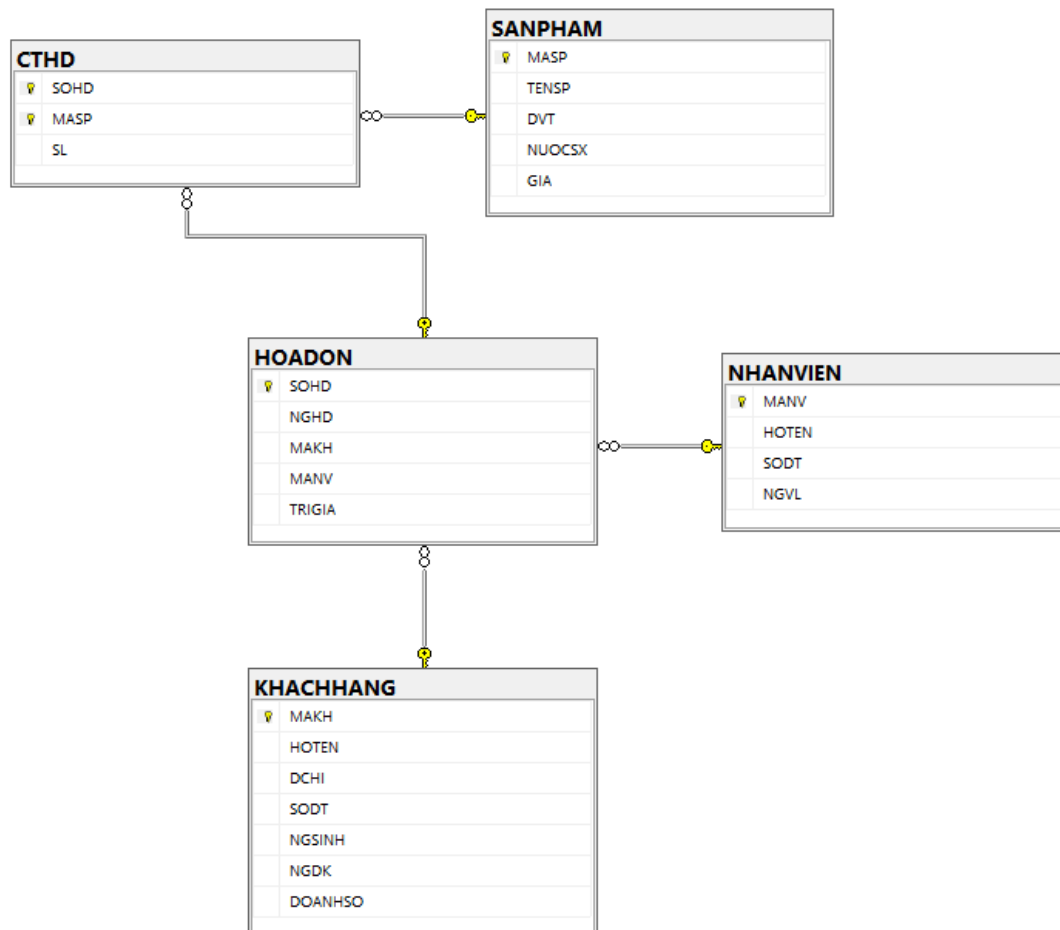 CTHD
SOHD
MASP
SL
SANPHAM
MASP
TENSP
DVT
NUOCSX
GIA
HOADON
SOHD
NGHD
MAKH
MANV
TRIGIA
NHANVIEN
MANV
HOTEN
SODT
NGVL
KHACHHANG
MAKH
HOTEN
DCHI
SODT
NGSINH
NGDK
DOANHSO